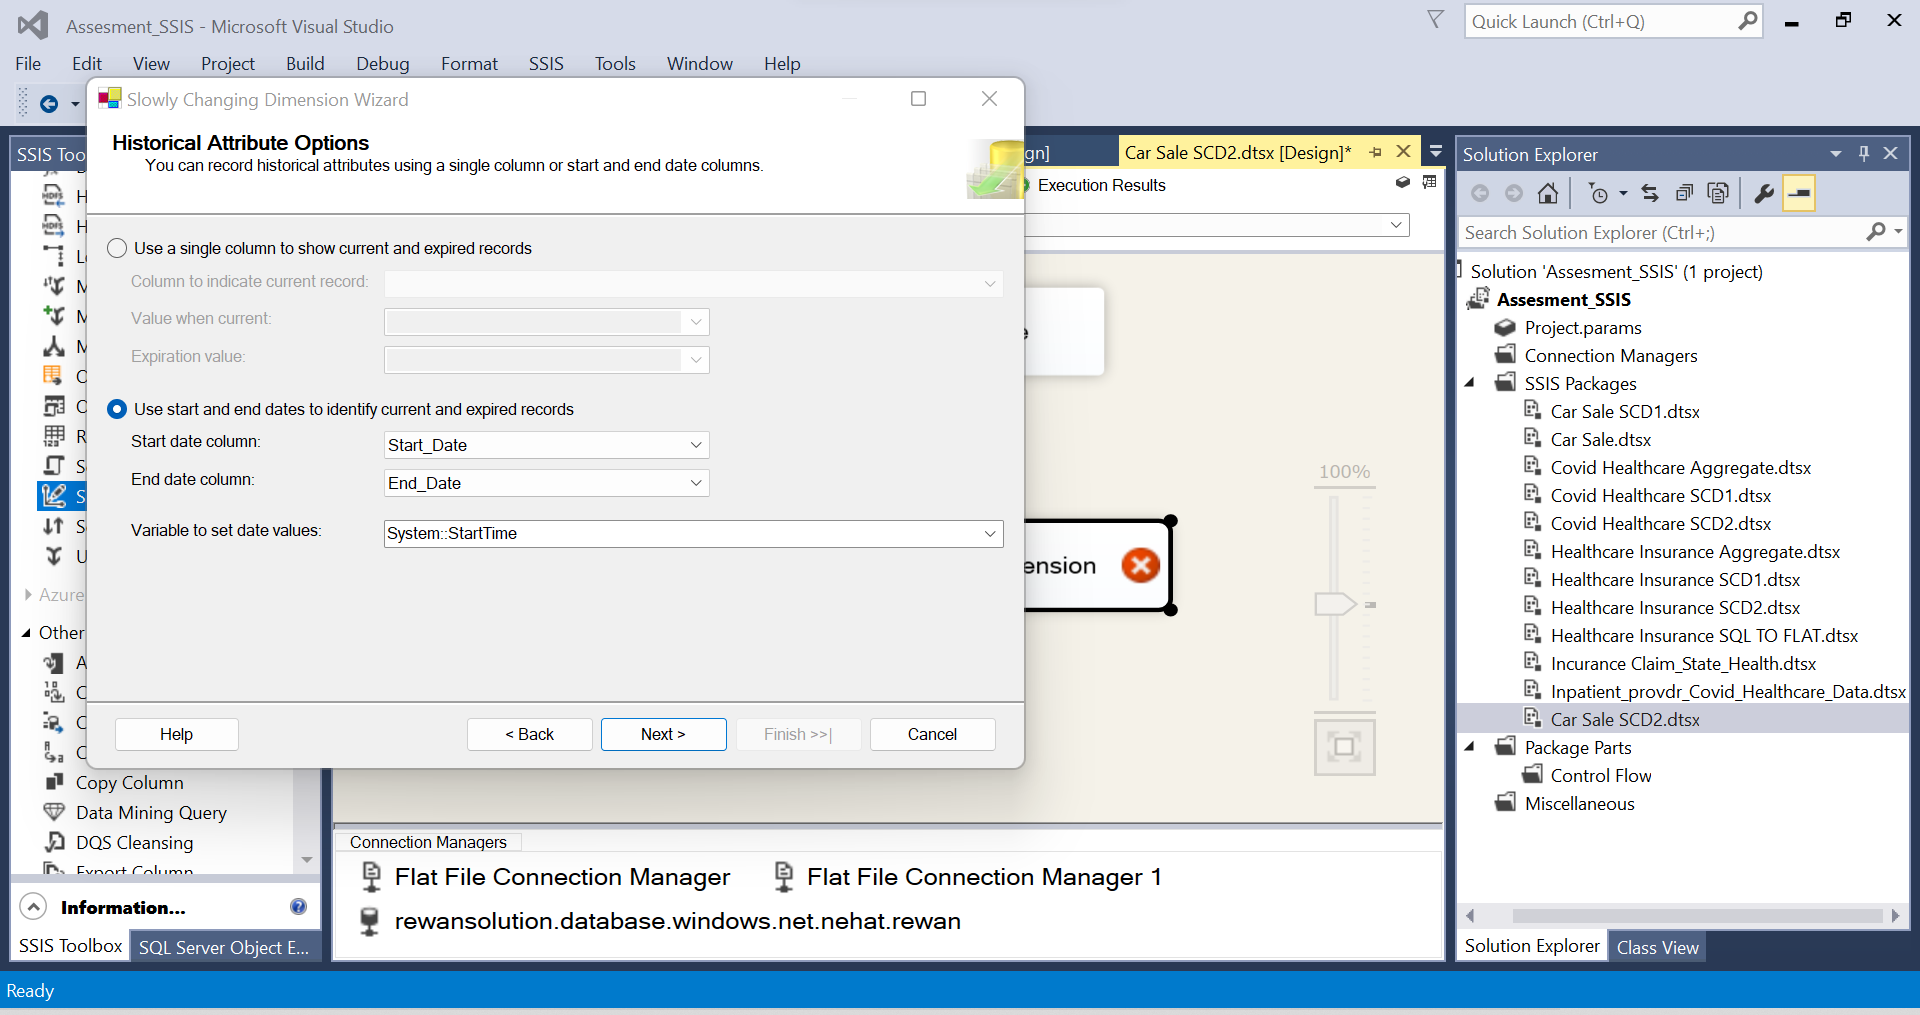 Assesment_SSIS - Microsoft Visual Studio
Quick Launch (Ctrl+Q)
File Edit View Project Build Debug Format SSIS Tools Window Help
Slowly Changing Dimension Wizard
Historical Attribute Options
You can record historical attributes using a single column or start and end date columns.
Use a single column to show current and expired records
Column to indicate current record:
Value when current:
Expiration value:
Use start and end dates to identify current and expired records
Start date column: Start_Date
End date column: End_Date
Variable to set date values: System::StartTime
Help < Back Next > Finish >>| Cancel
SSIS Too
H
H
L
M
M
M
O
O
R
S
S
S
U
Azure
Other
A
C
C
C
Copy Column
Data Mining Query
DQS Cleansing
Export Column
Information...
SSIS Toolbox SQL Server Object E...
gn] Car Sale SCD2.dtsx [Design]*
Execution Results
e
ension
100%
Connection Managers
Flat File Connection Manager Flat File Connection Manager 1
rewansolution.database.windows.net.nehat.rewan
Solution Explorer
Search Solution Explorer (Ctrl+;)
Solution 'Assesment_SSIS' (1 project)
Assesment_SSIS
Project.params
Connection Managers
SSIS Packages
Car Sale SCD1.dtsx
Car Sale.dtsx
Covid Healthcare Aggregate.dtsx
Covid Healthcare SCD1.dtsx
Covid Healthcare SCD2.dtsx
Healthcare Insurance Aggregate.dtsx
Healthcare Insurance SCD1.dtsx
Healthcare Insurance SCD2.dtsx
Healthcare Insurance SQL TO FLAT.dtsx
Incurance Claim_State_Health.dtsx
Inpatient_provdr_Covid_Healthcare_Data.dtsx
Car Sale SCD2.dtsx
Package Parts
Control Flow
Miscellaneous
Solution Explorer Class View
Ready